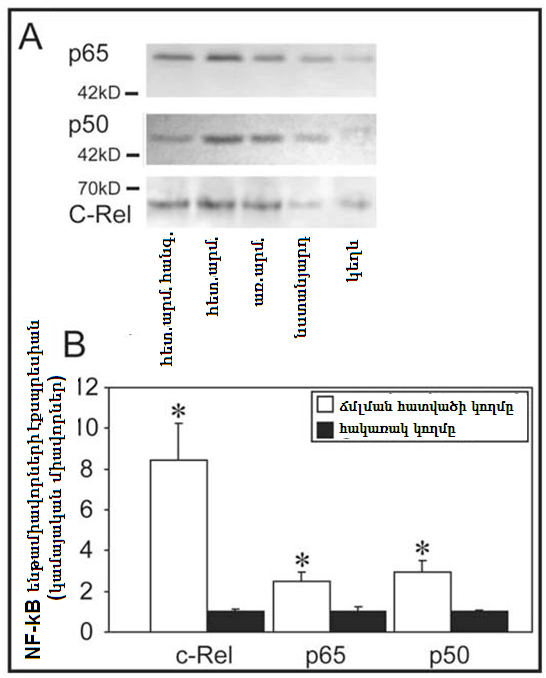 A
p65
42kD
p50
42kD
70kD
C-Rel
հետ.արմ.հանգ.
հետ.արմ.
առ.արմ.
նստանյարդ
կեղև
B
NF-kB ենթամիավորների էքսպրեսիան
(կամայական միավորներ)
12
10
8
6
4
2
0
ճմլման հատվածի կողմը
հակառակ կողմը
*
*
*
c-Rel
p65
p50